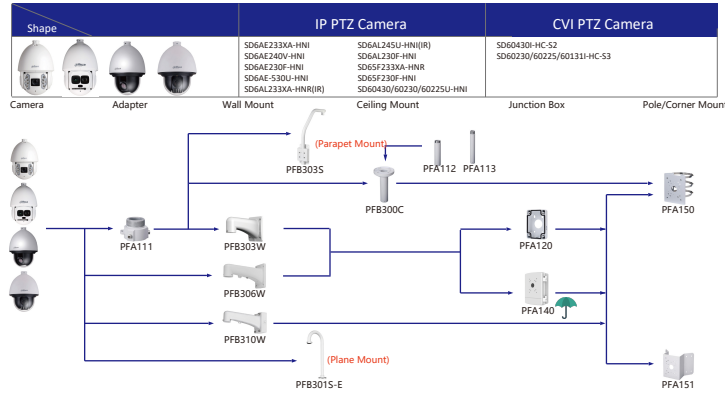 Shape
IP PTZ Camera
CVI PTZ Camera
SD6AE233XA-HNI
SD6AE240V-HNI
SD6AE230F-HNI
SD6AE-530U-HNI
SD6AL233XA-HNR(IR)
SD6AL245U-HNI(IR)
SD6AL230F-HNI
SD65F233XA-HNR
SD65F230F-HNI
SD60430/60230/60225U-HNI
SD60430I-HC-S2
SD60230/60225/60131I-HC-S3
Camera Adapter Wall Mount Ceiling Mount Junction Box Pole/Corner Mount
(Parapet Mount)
PFB303S
PFA112 PFA113
PFB300C
PFA150
PFA111
PFB303W
PFA120
PFB306W
PFA140
PFB310W
(Plane Mount)
PFB301S-E
PFA151